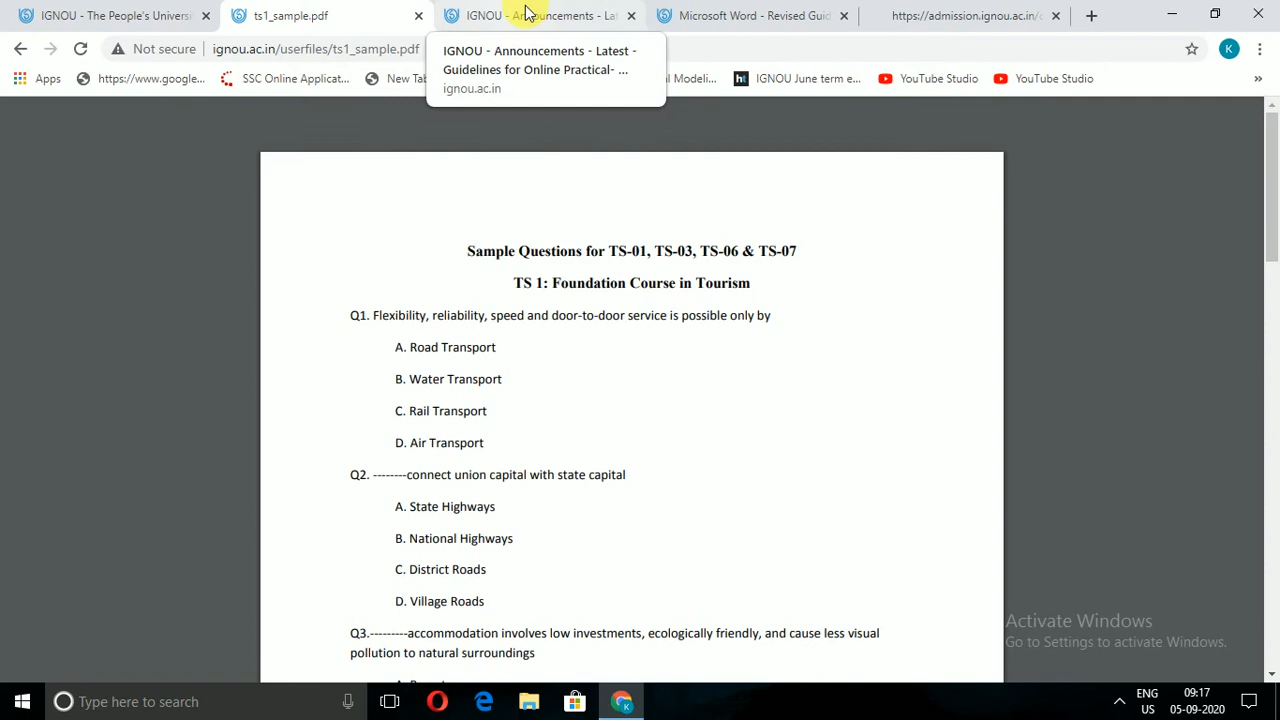 IGNOU - The People's Universi
ts1_sample.pdf
IGNOU - Announcements - Lat
Microsoft Word - Revised Guid
https://admission.ignou.ac.in/c
Not secure
ignou.ac.in/userfiles/ts1_sample.pdf
IGNOU - Announcements - Latest -
Guidelines for Online Practical- ...
ignou.ac.in
Apps
https://www.google...
SSC Online Applicat...
New Tab
al Modeli...
IGNOU June term e...
YouTube Studio
YouTube Studio
»
Sample Questions for TS-01, TS-03, TS-06 & TS-07
TS 1: Foundation Course in Tourism
Q1. Flexibility, reliability, speed and door-to-door service is possible only by
A. Road Transport
B. Water Transport
C. Rail Transport
D. Air Transport
Q2. --------connect union capital with state capital
A. State Highways
B. National Highways
C. District Roads
D. Village Roads
Q3.---------accommodation involves low investments, ecologically friendly, and cause less visual
pollution to natural surroundings
Activate Windows
Go to Settings to activate Windows.
Type here to search
ENG
US
09:17
05-09-2020